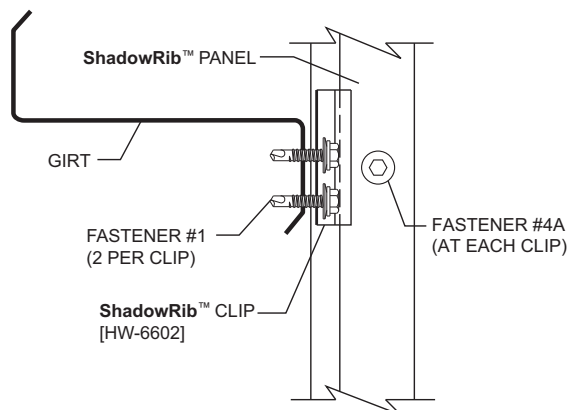 ShadowRib™ PANEL
GIRT
FASTENER #1
(2 PER CLIP)
FASTENER #4A
(AT EACH CLIP)
ShadowRib™ CLIP
[HW-6602]